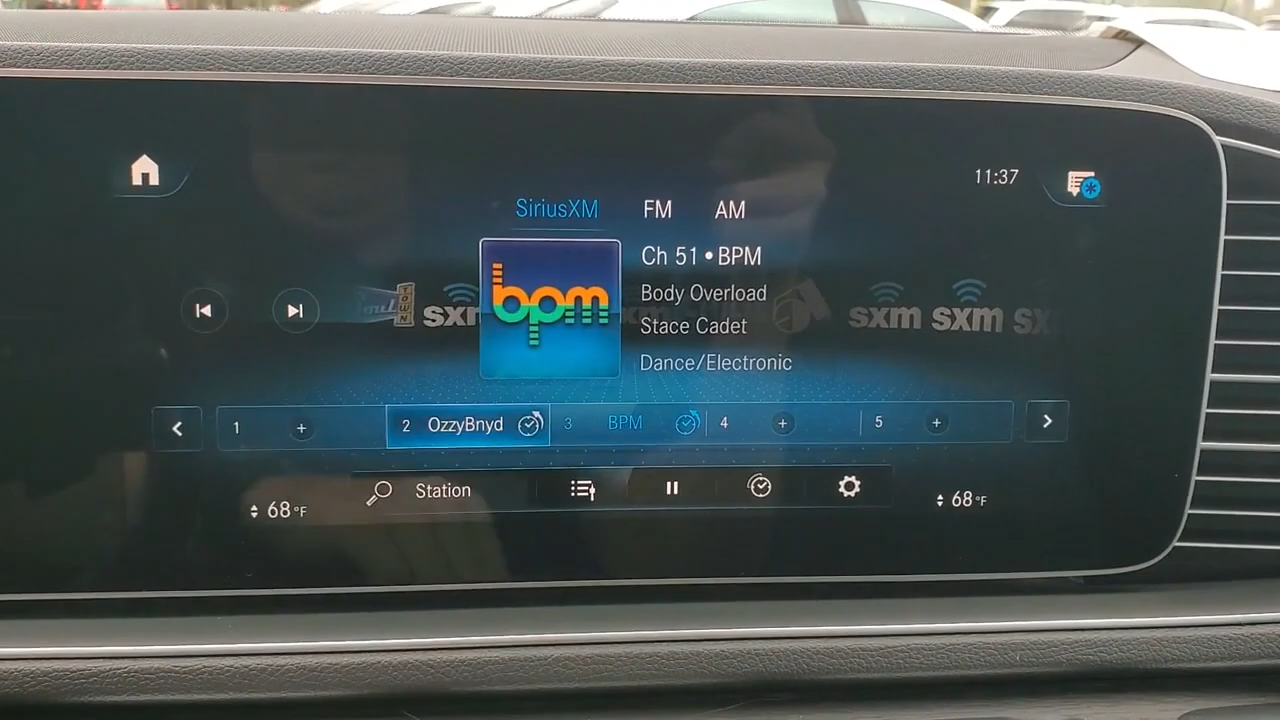 11:37
SiriusXM FM AM
Ch 51 • BPM
Body Overload
Stace Cadet
Dance/Electronic
bpm
TOWN
sxm sxm
1 + 2 OzzyBnyd 3 BPM 4 + 5 +
Station
68°F
68°F